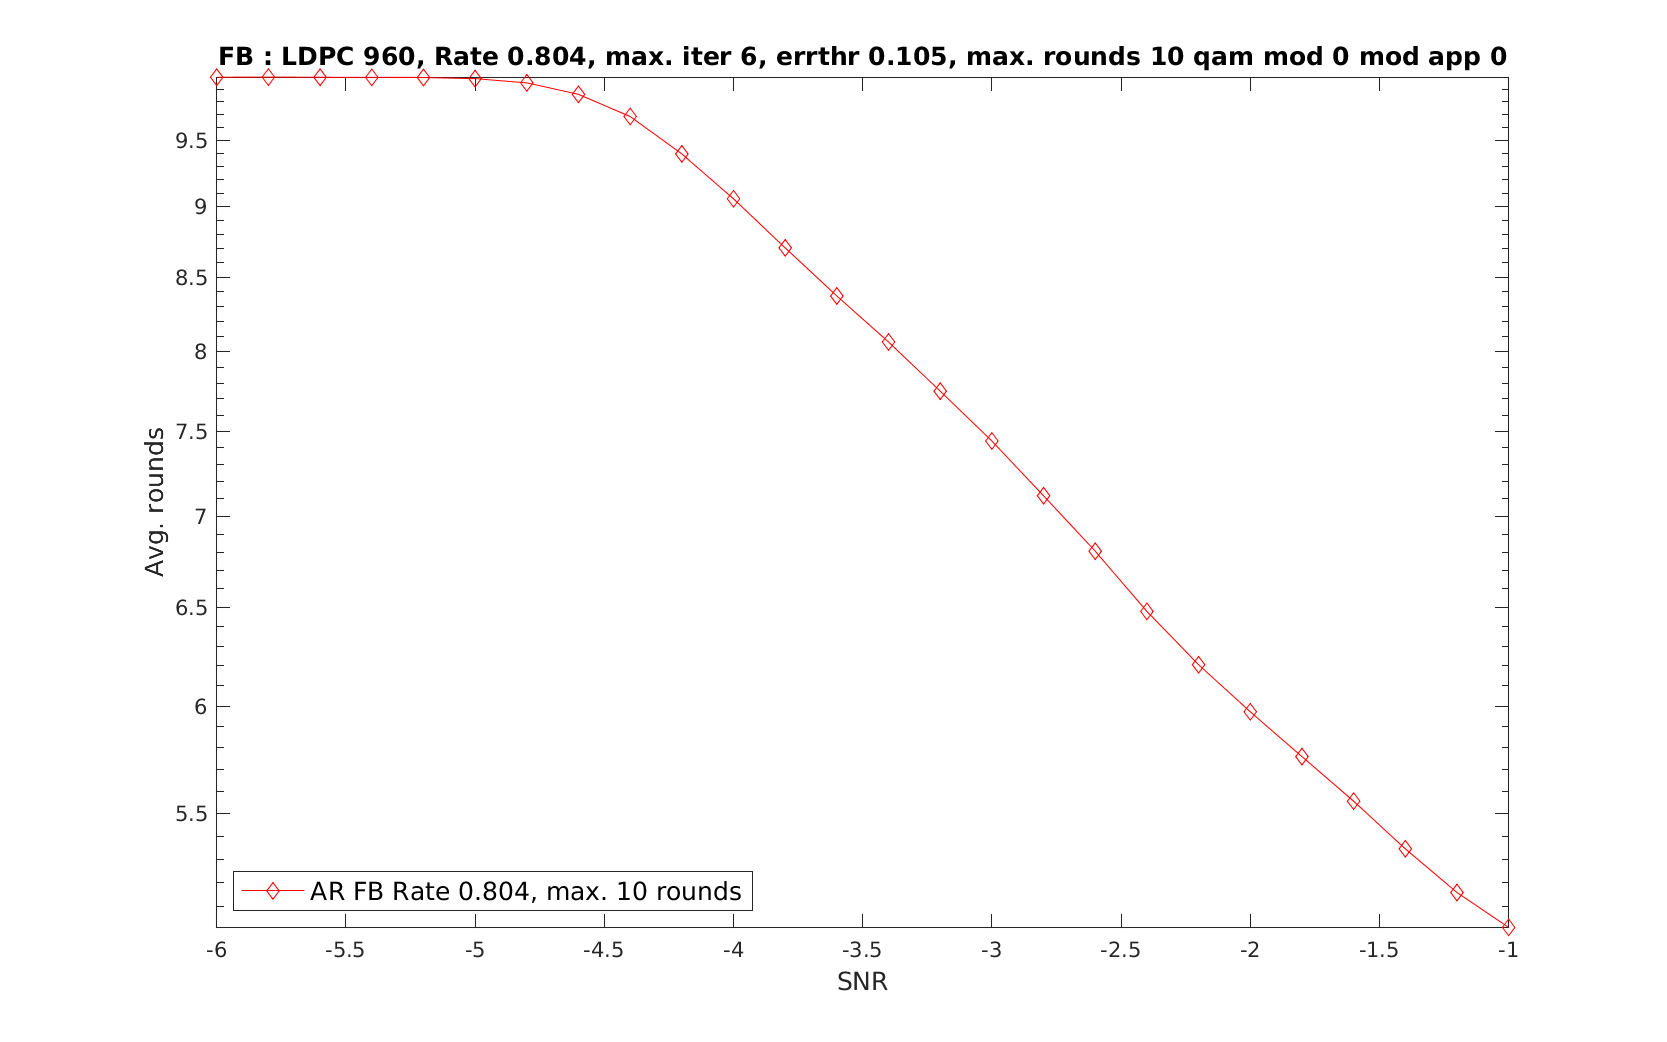 FB : LDPC 960, Rate 0.804, max. iter 6, errthr 0.105, max. rounds 10 qam mod 0 mod app 0
9.5
9
8.5
8
7.5
7
6.5
6
5.5
Avg. rounds
AR FB Rate 0.804, max. 10 rounds
-6 -5.5 -5 -4.5 -4 -3.5 -3 -2.5 -2 -1.5 -1
SNR